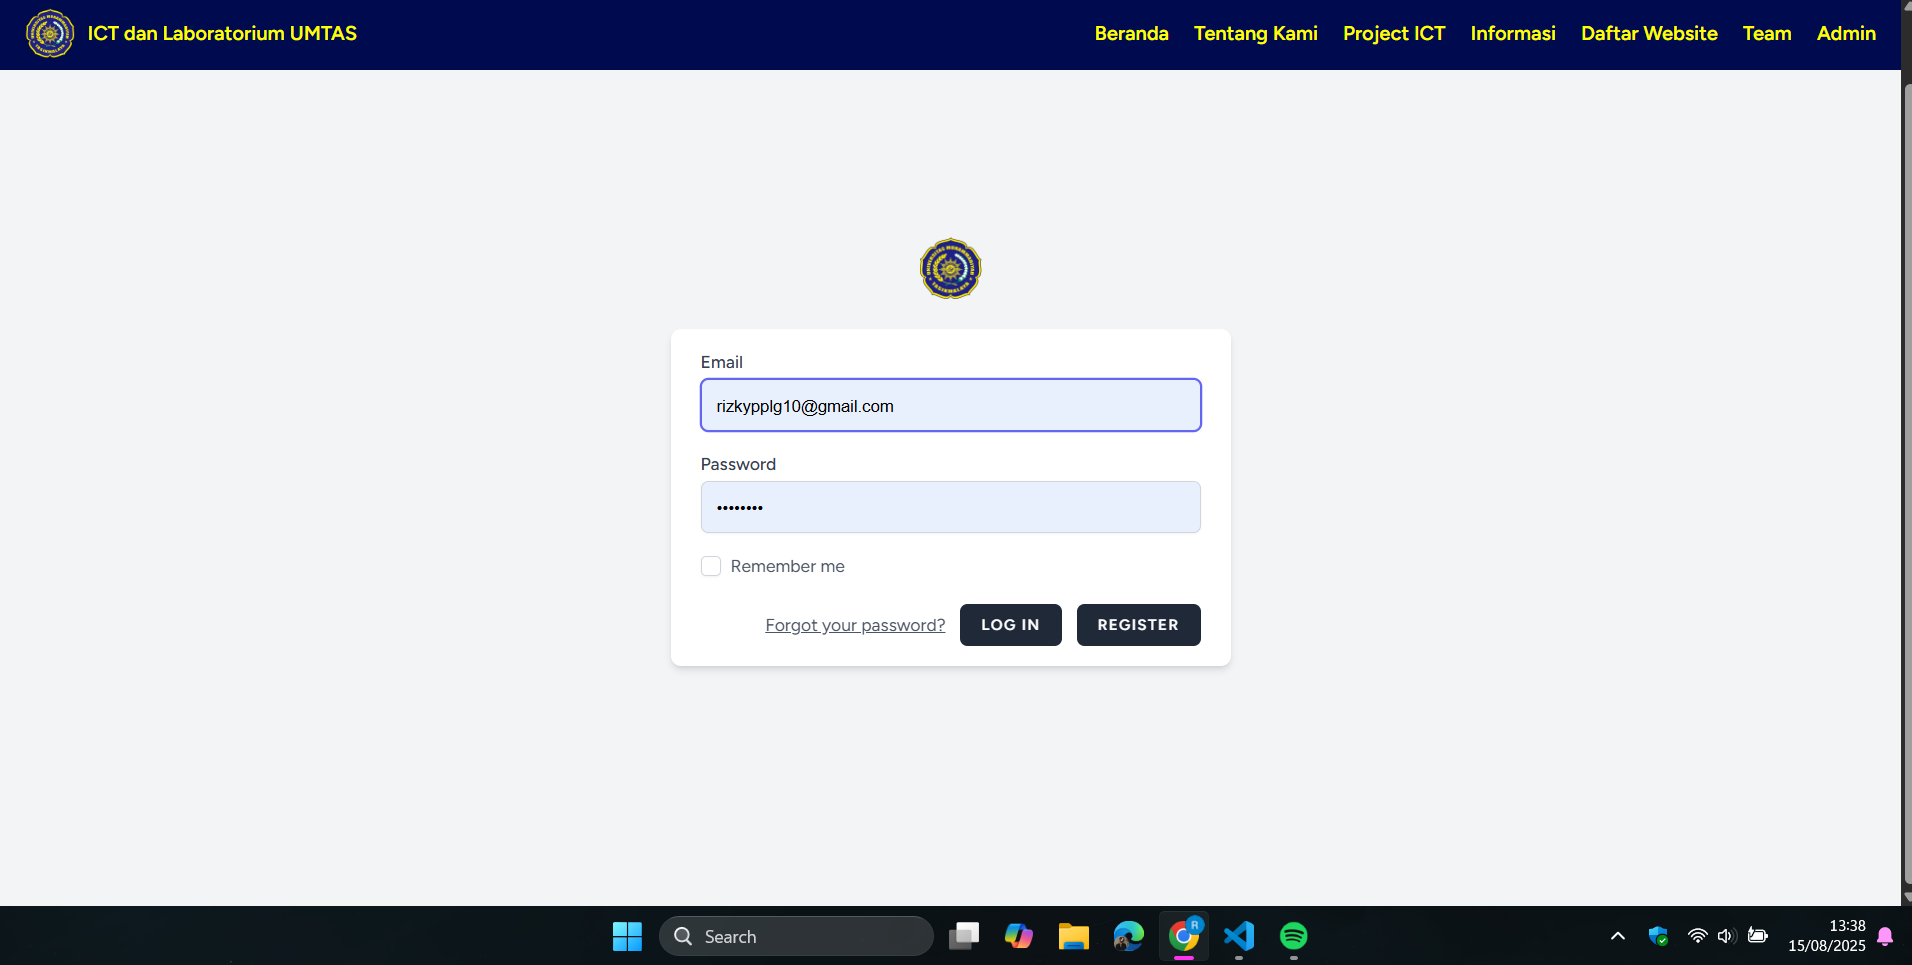 ICT dan Laboratorium UMTAS
Beranda Tentang Kami Project ICT Informasi Daftar Website Team Admin
Email
rizkypplg10@gmail.com
Password
••••••••
Remember me
Forgot your password? LOG IN REGISTER
Search
R
13:38
15/08/2025